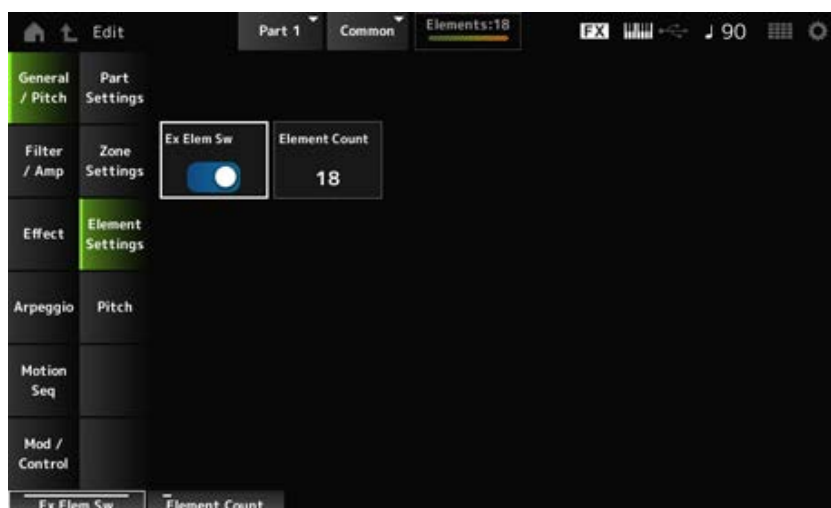 Edit
Part 1
Common
Elements:18
FX
♩ 90
General / Pitch
Part Settings
Filter / Amp
Zone Settings
Ex Elem Sw
Element Count
18
Effect
Element Settings
Arpeggio
Pitch
Motion Seq
Mod / Control
Ex Elem Sw
Element Count